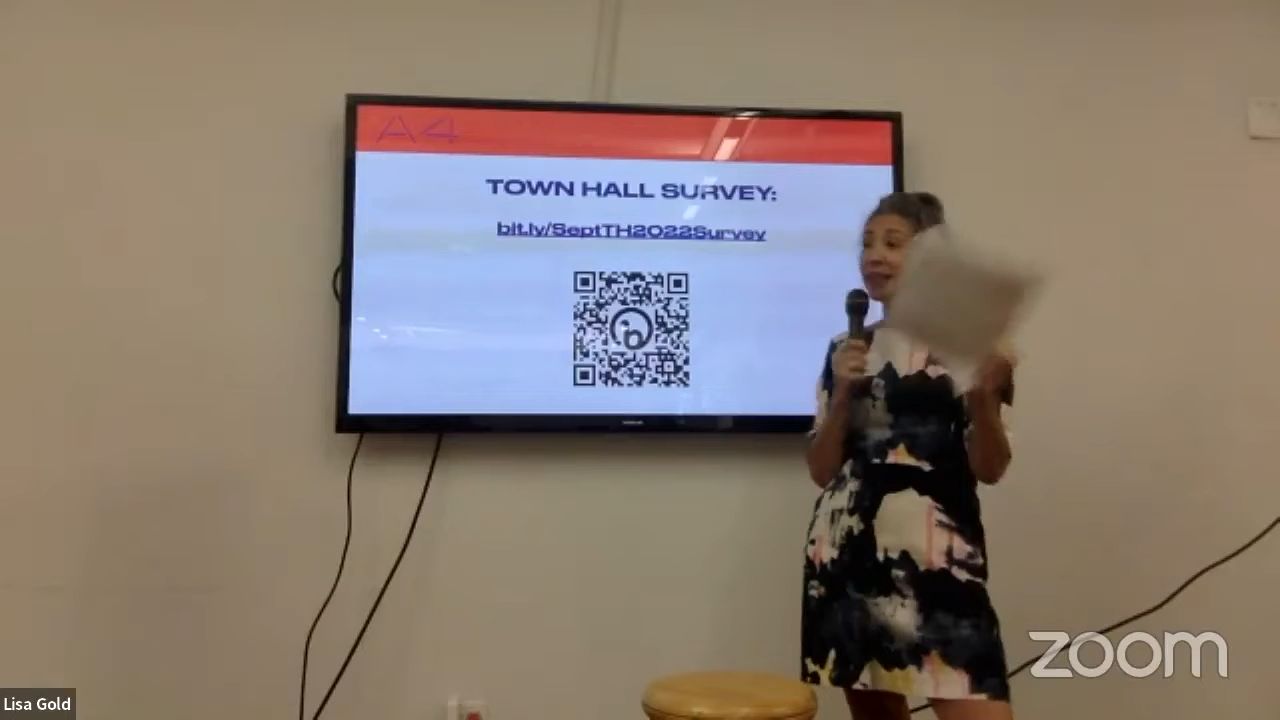 A4
TOWN HALL SURVEY:
bit.ly/SeptTH2022Survey
Lisa Gold
zoom